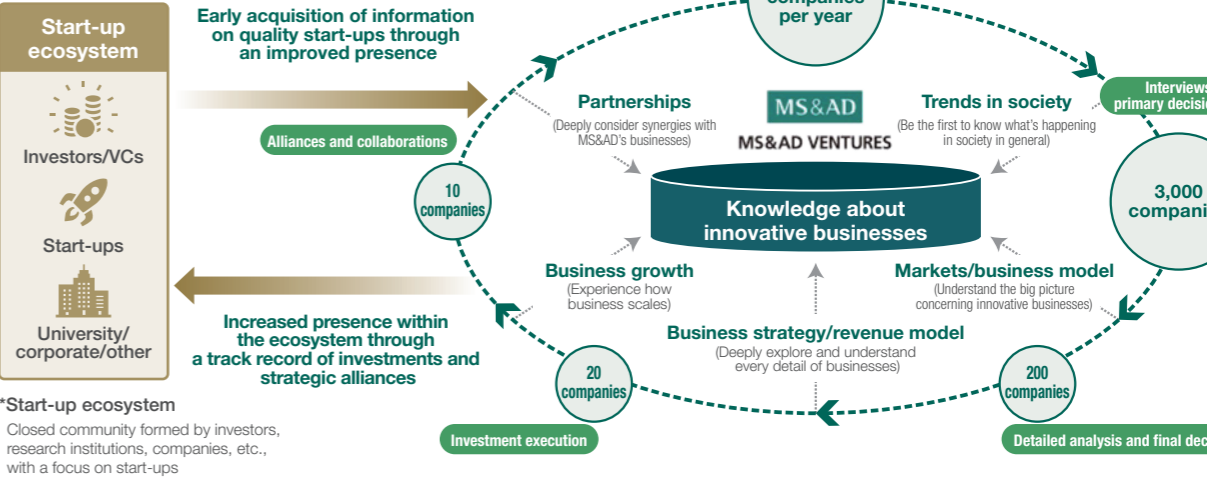 Start-up
ecosystem
Investors/VCs
Start-ups
University/
corporate/other
*Start-up ecosystem
Closed community formed by investors,
research institutions, companies, etc.,
with a focus on start-ups
Early acquisition of information
on quality start-ups through
an improved presence
Alliances and collaborations
Increased presence within
the ecosystem through
a track record of investments and
strategic alliances
companies
per year
Interviews
primary
3,000
200
companies
Detailed analysis and final
20
companies
Investment execution
10
companies
Partnerships
(Deeply consider synergies with
MS&AD's businesses)
MS&AD
MS&AD VENTURES
Trends in society
(Be the first to know what's happening
in society in general)
Knowledge about
innovative businesses
Business growth
(Experience how
business scales)
Markets/business model
(Understand the big picture
concerning innovative businesses)
Business strategy/revenue model
(Deeply explore and understand
every detail of businesses)